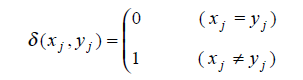 0 (x_j = y_j)
δ(x_j, y_j) = (
1 (x_j ≠ y_j)